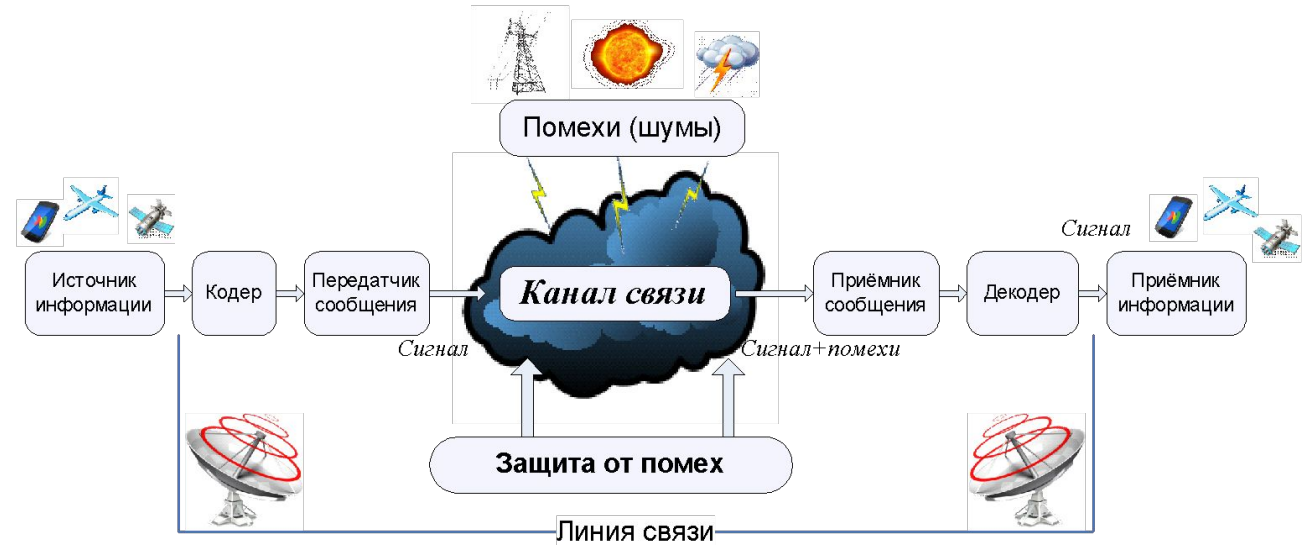 Помехи (шумы)
Сигнал
Источник
информации
Кодер
Передатчик
сообщения
Канал связи
Приёмник
сообщения
Декодер
Приёмник
информации
Сигнал
Сигнал+помехи
Защита от помех
Линия связи